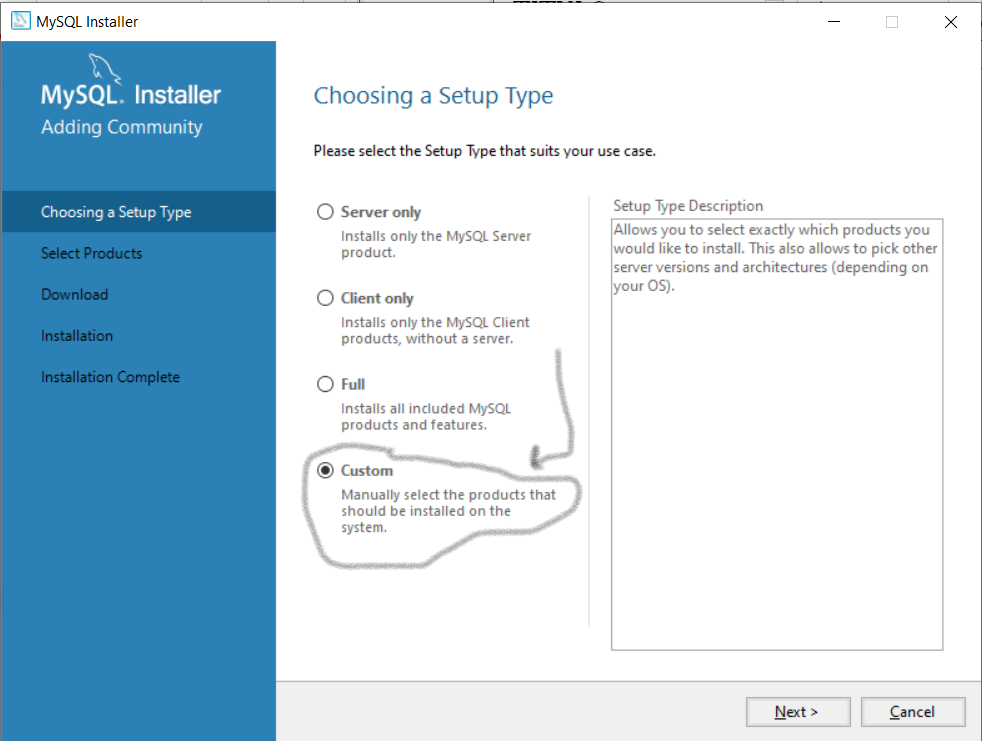 MySQL Installer
MySQL. Installer
Adding Community
Choosing a Setup Type
Select Products
Download
Installation
Installation Complete
Choosing a Setup Type
Please select the Setup Type that suits your use case.
Server only
Installs only the MySQL Server
product.
Client only
Installs only the MySQL Client
products, without a server.
Full
Installs all included MySQL
products and features.
Custom
Manually select the products that
should be installed on the
system.
Setup Type Description
Allows you to select exactly which products you
would like to install. This also allows to pick other
server versions and architectures (depending on
your OS).
Next >
Cancel